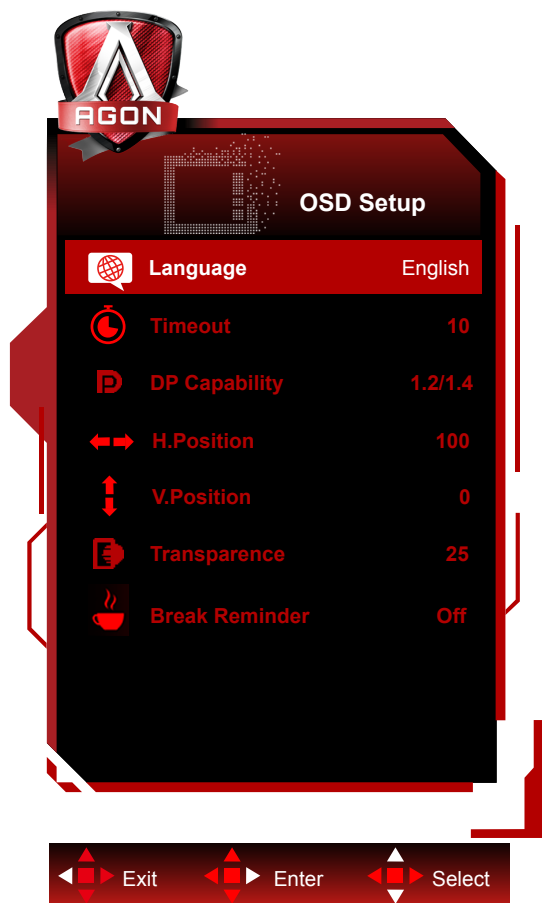 AGON
OSD Setup
Language English
Timeout 10
DP Capability 1.2/1.4
H.Position 100
V.Position 0
Transparence 25
Break Reminder Off
Exit Enter Select